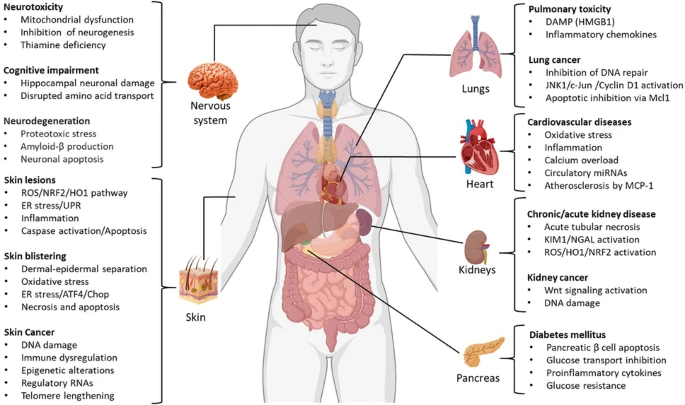 Neurotoxicity
• Mitochondrial dysfunction
• Inhibition of neurogenesis
• Thiamine deficiency
Cognitive impairment
• Hippocampal neuronal damage
• Disrupted amino acid transport
Neurodegeneration
• Proteotoxic stress
• Amyloid-β production
• Neuronal apoptosis
Nervous
system
Skin lesions
• ROS/NRF2/HO1 pathway
• ER stress/UPR
• Inflammation
• Caspase activation/Apoptosis
Skin blistering
• Dermal-epidermal separation
• Oxidative stress
• ER stress/ATF4/Chop
• Necrosis and apoptosis
Skin Cancer
• DNA damage
• Immune dysregulation
• Epigenetic alterations
• Regulatory RNAs
• Telomere lengthening
Skin
Pulmonary toxicity
• DAMP (HMGB1)
• Inflammatory chemokines
Lung cancer
• Inhibition of DNA repair
• JNK1/c-Jun /Cyclin D1 activation
• Apoptotic inhibition via Mcl1
Lungs
Cardiovascular diseases
• Oxidative stress
• Inflammation
• Calcium overload
• Circulatory miRNAs
• Atherosclerosis by MCP-1
Heart
Chronic/acute kidney disease
• Acute tubular necrosis
• KIM1/NGAL activation
• ROS/HO1/NRF2 activation
Kidney cancer
• Wnt signaling activation
• DNA damage
Kidneys
Diabetes mellitus
• Pancreatic β cell apoptosis
• Glucose transport inhibition
• Proinflammatory cytokines
• Glucose resistance
Pancreas